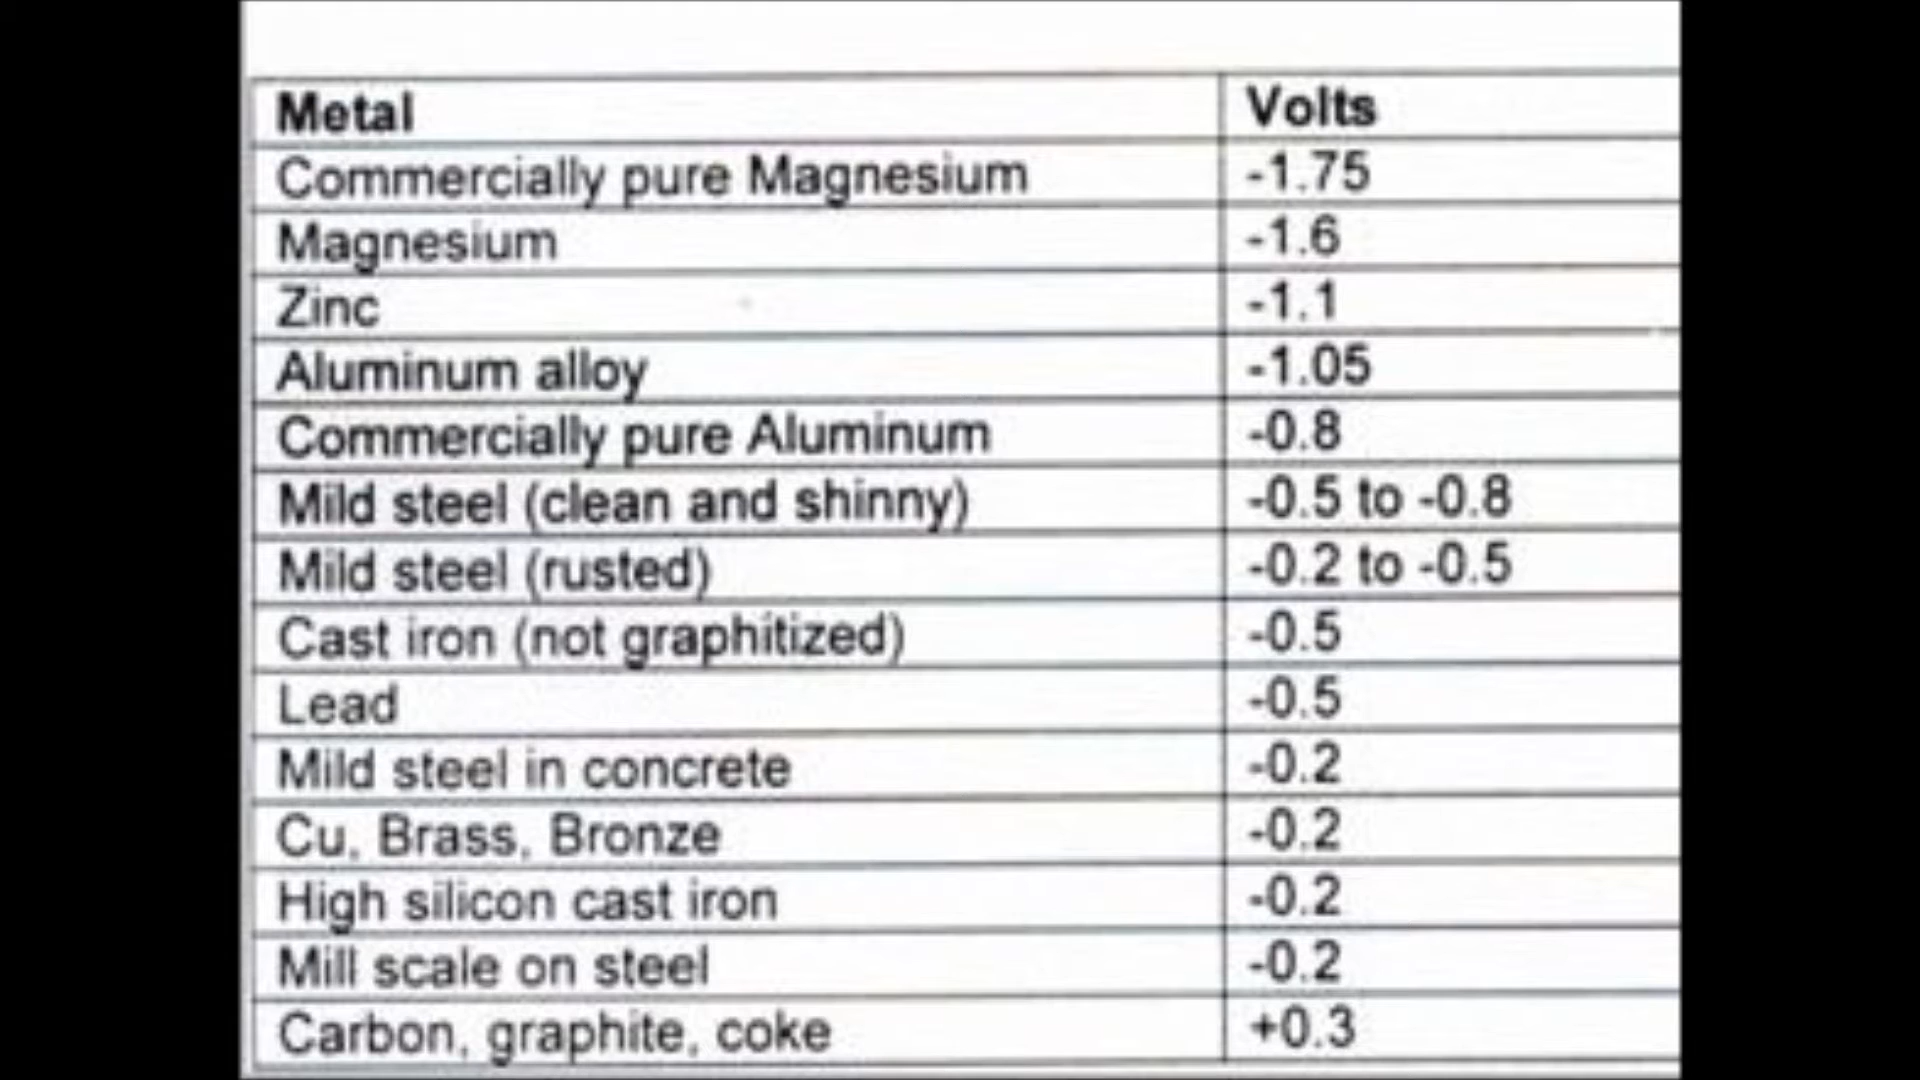 Metal Volts
Commercially pure Magnesium -1.75
Magnesium -1.6
Zinc -1.1
Aluminum alloy -1.05
Commercially pure Aluminum -0.8
Mild steel (clean and shinny) -0.5 to -0.8
Mild steel (rusted) -0.2 to -0.5
Cast iron (not graphitized) -0.5
Lead -0.5
Mild steel in concrete -0.2
Cu, Brass, Bronze -0.2
High silicon cast iron -0.2
Mill scale on steel -0.2
Carbon, graphite, coke +0.3